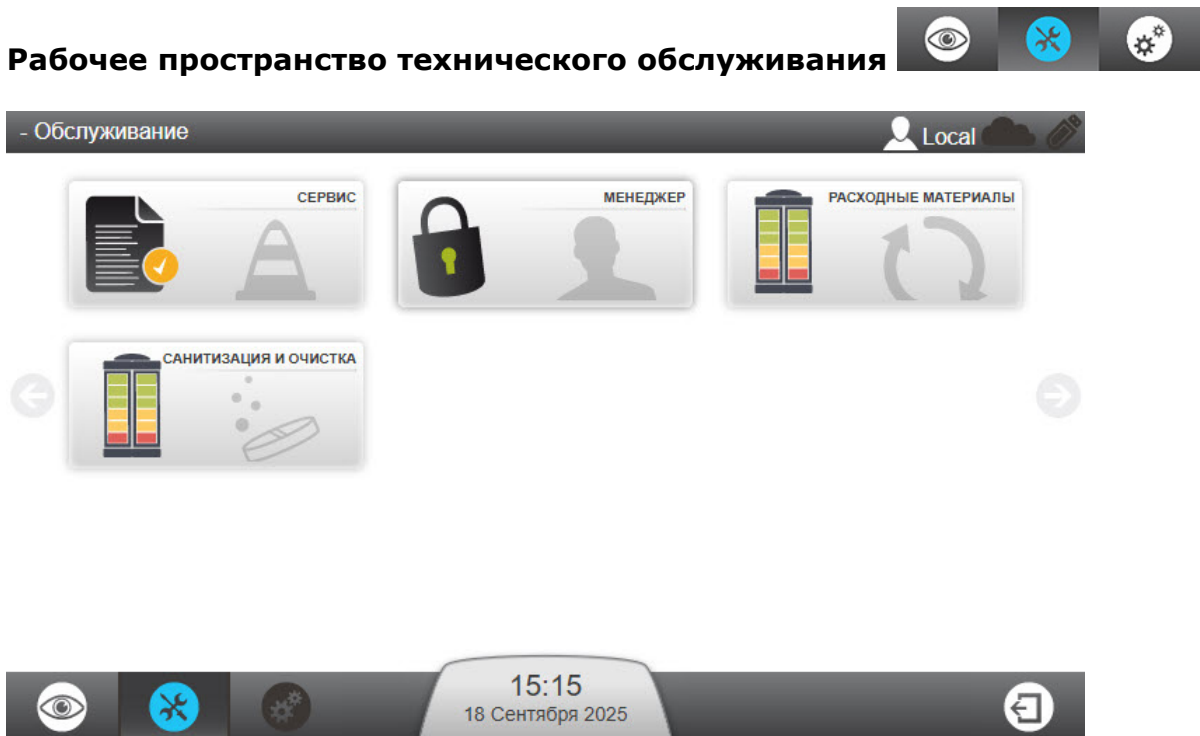 Рабочее пространство технического обслуживания
- Обслуживание
Local
СЕРВИС
МЕНЕДЖЕР
РАСХОДНЫЕ МАТЕРИАЛЫ
САНИТИЗАЦИЯ И ОЧИСТКА
15:15
18 Сентября 2025